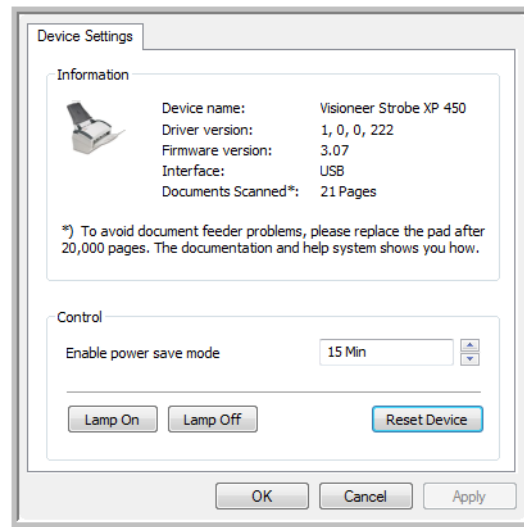 Device Settings
Information
Device name: Visioneer Strobe XP 450
Driver version: 1, 0, 0, 222
Firmware version: 3.07
Interface: USB
Documents Scanned*: 21 Pages
*) To avoid document feeder problems, please replace the pad after
20,000 pages. The documentation and help system shows you how.
Control
Enable power save mode 15 Min
Lamp On Lamp Off Reset Device
OK Cancel Apply